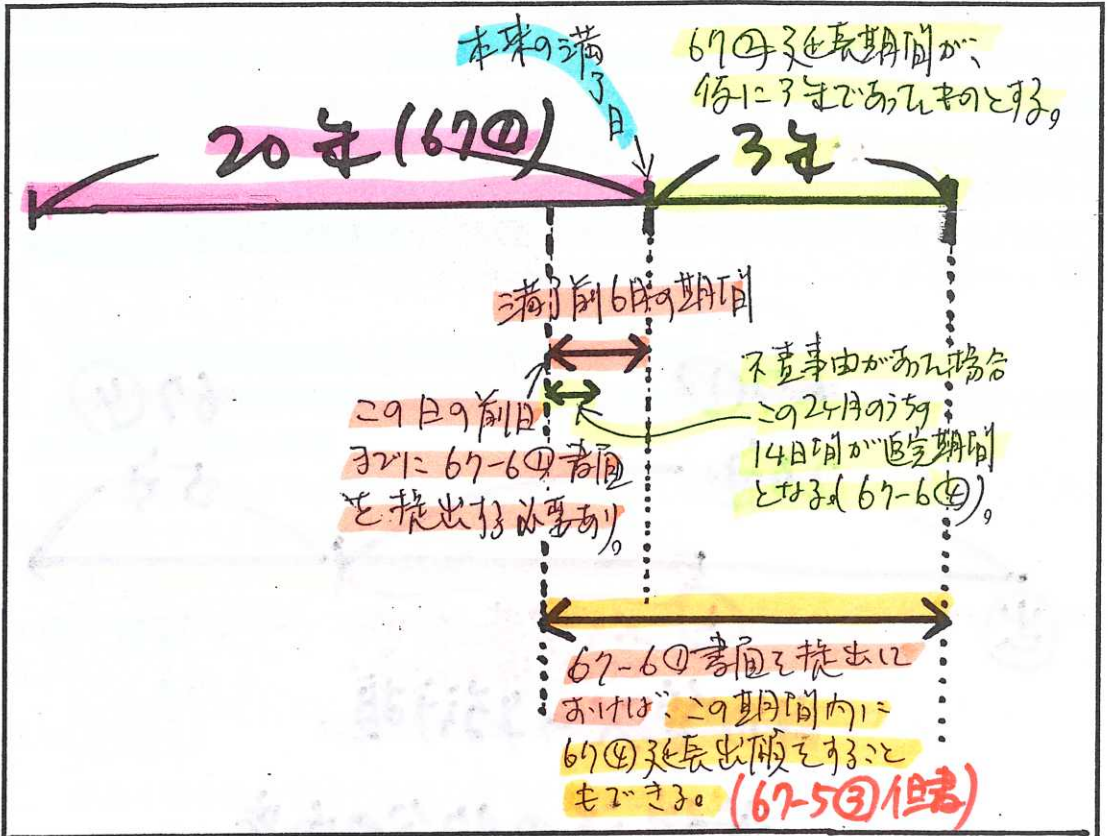 本来の満
了
日
67②延長期間が、
仮に3年であったものとする。
20年(67①)
3年
満了前6月の期間
この日の前日
までに67-6①書面
を提出する必要あり。
不責事由があった場合
この2ヶ月のうちの
14日間が追完期間
となる(67-6④)。
67-6①書面を提出して
おけば、この期間内に
67④延長出願をすること
もできる。(67-5③但書)